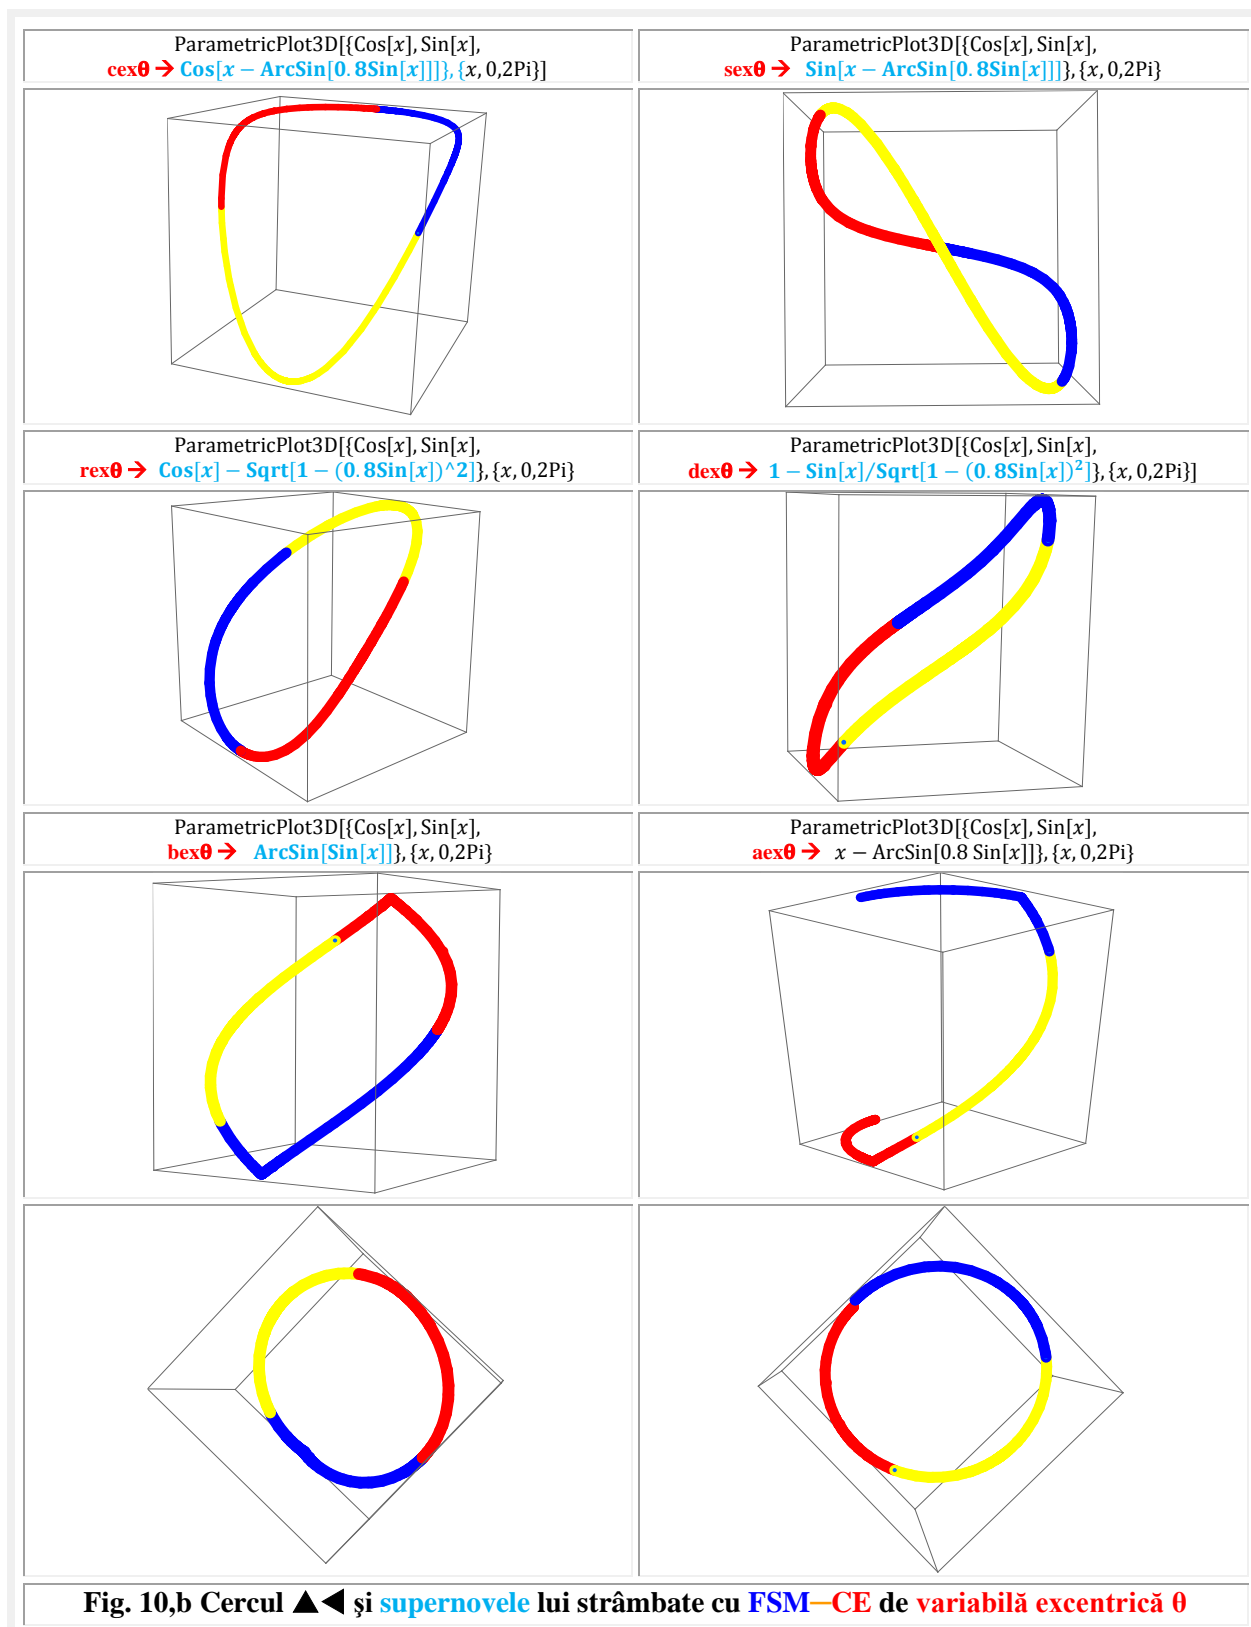 ParametricPlot3D[{Cos[x], Sin[x],
cexθ → Cos[x − ArcSin[0.8Sin[x]]]}, {x, 0,2Pi}]
ParametricPlot3D[{Cos[x], Sin[x],
sexθ → Sin[x − ArcSin[0.8Sin[x]]]}, {x, 0,2Pi}
ParametricPlot3D[{Cos[x], Sin[x],
rexθ → Cos[x] − Sqrt[1 − (0.8Sin[x])^2]}, {x, 0,2Pi}
ParametricPlot3D[{Cos[x], Sin[x],
dexθ → 1 − Sin[x]/Sqrt[1 − (0.8Sin[x])²]}, {x, 0,2Pi}]
ParametricPlot3D[{Cos[x], Sin[x],
bexθ → ArcSin[Sin[x]]}, {x, 0,2Pi}
ParametricPlot3D[{Cos[x], Sin[x],
aexθ → x − ArcSin[0.8 Sin[x]]}, {x, 0,2Pi}
Fig. 10,b Cercul ▲◀ şi supernovele lui strâmbate cu FSM—CE de variabilă excentrică θ